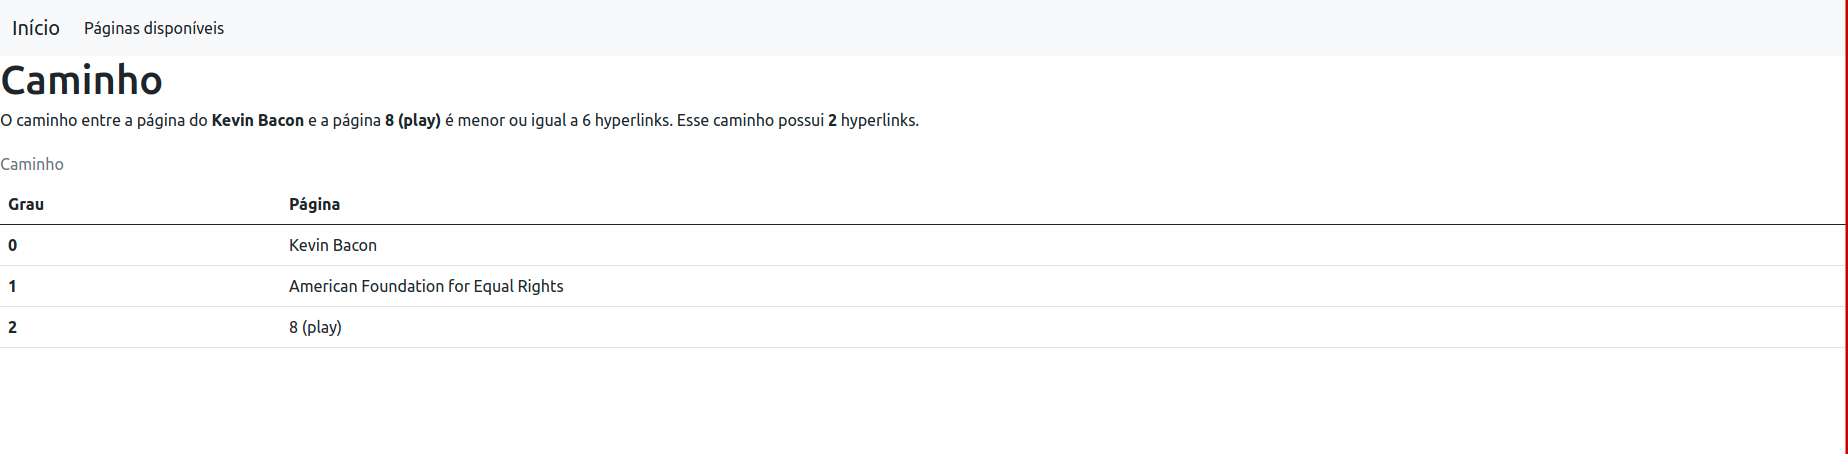 Início Páginas disponíveis
Caminho
O caminho entre a página do Kevin Bacon e a página 8 (play) é menor ou igual a 6 hyperlinks. Esse caminho possui 2 hyperlinks.
Caminho
Grau Página
0 Kevin Bacon
1 American Foundation for Equal Rights
2 8 (play)